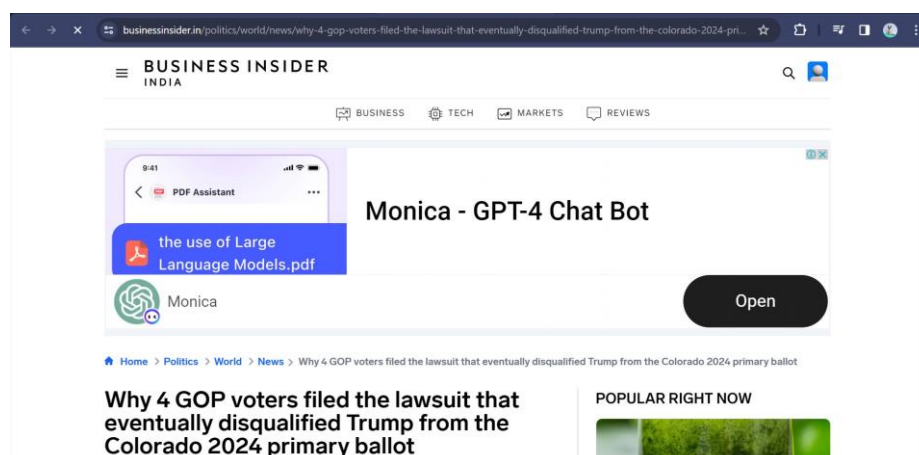 businessinsider.in/politics/world/news/why-4-gop-voters-filed-the-lawsuit-that-eventually-disqualified-trump-from-the-colorado-2024-pri...
BUSINESS INSIDER
INDIA
BUSINESS TECH MARKETS REVIEWS
9:41
PDF Assistant
the use of Large
Language Models.pdf
Monica - GPT-4 Chat Bot
Monica
Open
Home > Politics > World > News > Why 4 GOP voters filed the lawsuit that eventually disqualified Trump from the Colorado 2024 primary ballot
Why 4 GOP voters filed the lawsuit that
eventually disqualified Trump from the
Colorado 2024 primary ballot
POPULAR RIGHT NOW